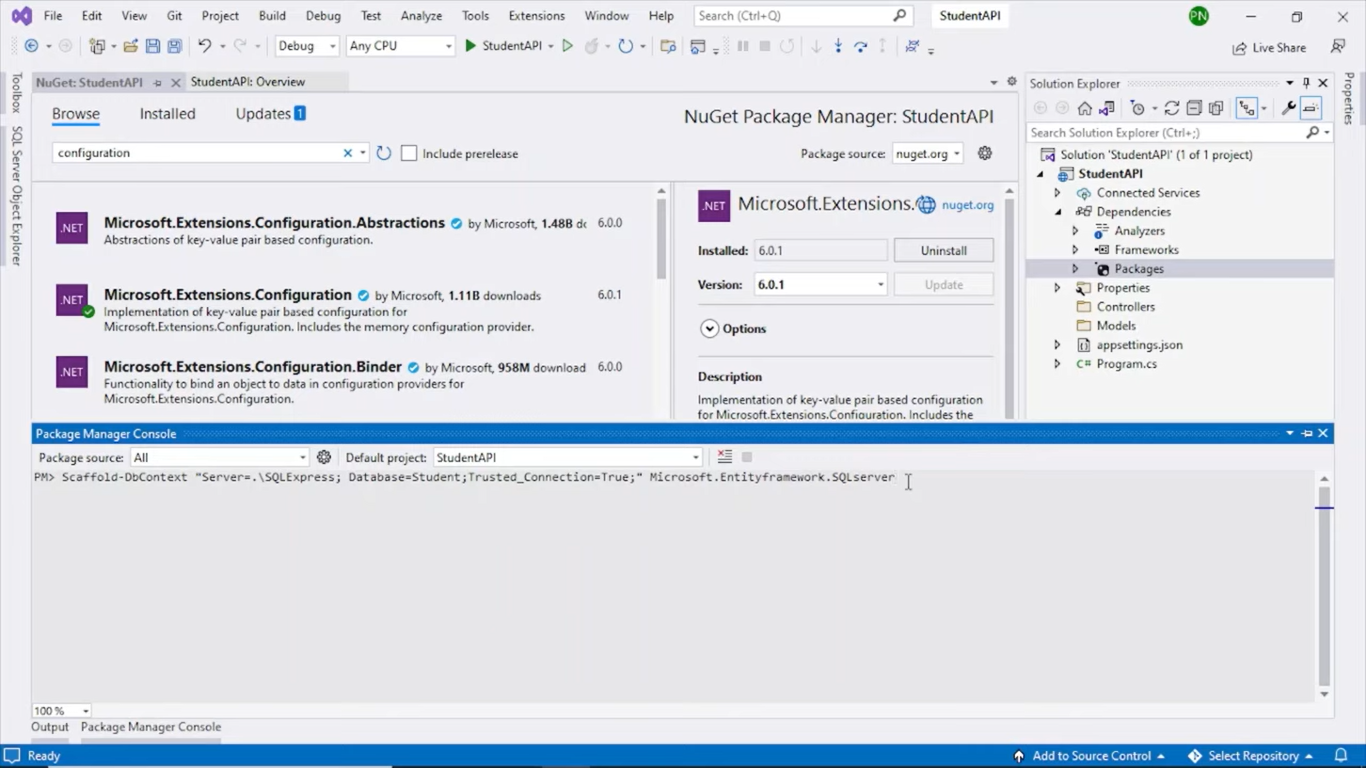 File Edit View Git Project Build Debug Test Analyze Tools Extensions Window Help Search (Ctrl+Q) StudentAPI PN
Debug Any CPU StudentAPI Live Share
NuGet: StudentAPI StudentAPI: Overview
Browse Installed Updates 1
NuGet Package Manager: StudentAPI
configuration Include prerelease
Package source: nuget.org
.NET
Microsoft.Extensions.Configuration.Abstractions by Microsoft, 1.48B dc 6.0.0
Abstractions of key-value pair based configuration.
.NET
Microsoft.Extensions.Configuration by Microsoft, 1.11B downloads 6.0.1
Implementation of key-value pair based configuration for
Microsoft.Extensions.Configuration. Includes the memory configuration provider.
.NET
Microsoft.Extensions.Configuration.Binder by Microsoft, 958M download 6.0.0
Functionality to bind an object to data in configuration providers for
Microsoft.Extensions.Configuration.
.NET
Microsoft.Extensions. nuget.org
Installed: 6.0.1 Uninstall
Version: 6.0.1 Update
Options
Description
Implementation of key-value pair based configuration
for Microsoft.Extensions.Configuration. Includes the
Solution Explorer
Search Solution Explorer (Ctrl+;)
Solution 'StudentAPI' (1 of 1 project)
StudentAPI
Connected Services
Dependencies
Analyzers
Frameworks
Packages
Properties
Controllers
Models
appsettings.json
C# Program.cs
Toolbox
SQL Server Object Explorer
Properties
Package Manager Console
Package source: All Default project: StudentAPI
PM> Scaffold-DbContext "Server=.\SQLExpress; Database=Student;Trusted_Connection=True;" Microsoft.Entityframework.SQLserver
100 %
Output Package Manager Console
Ready Add to Source Control Select Repository